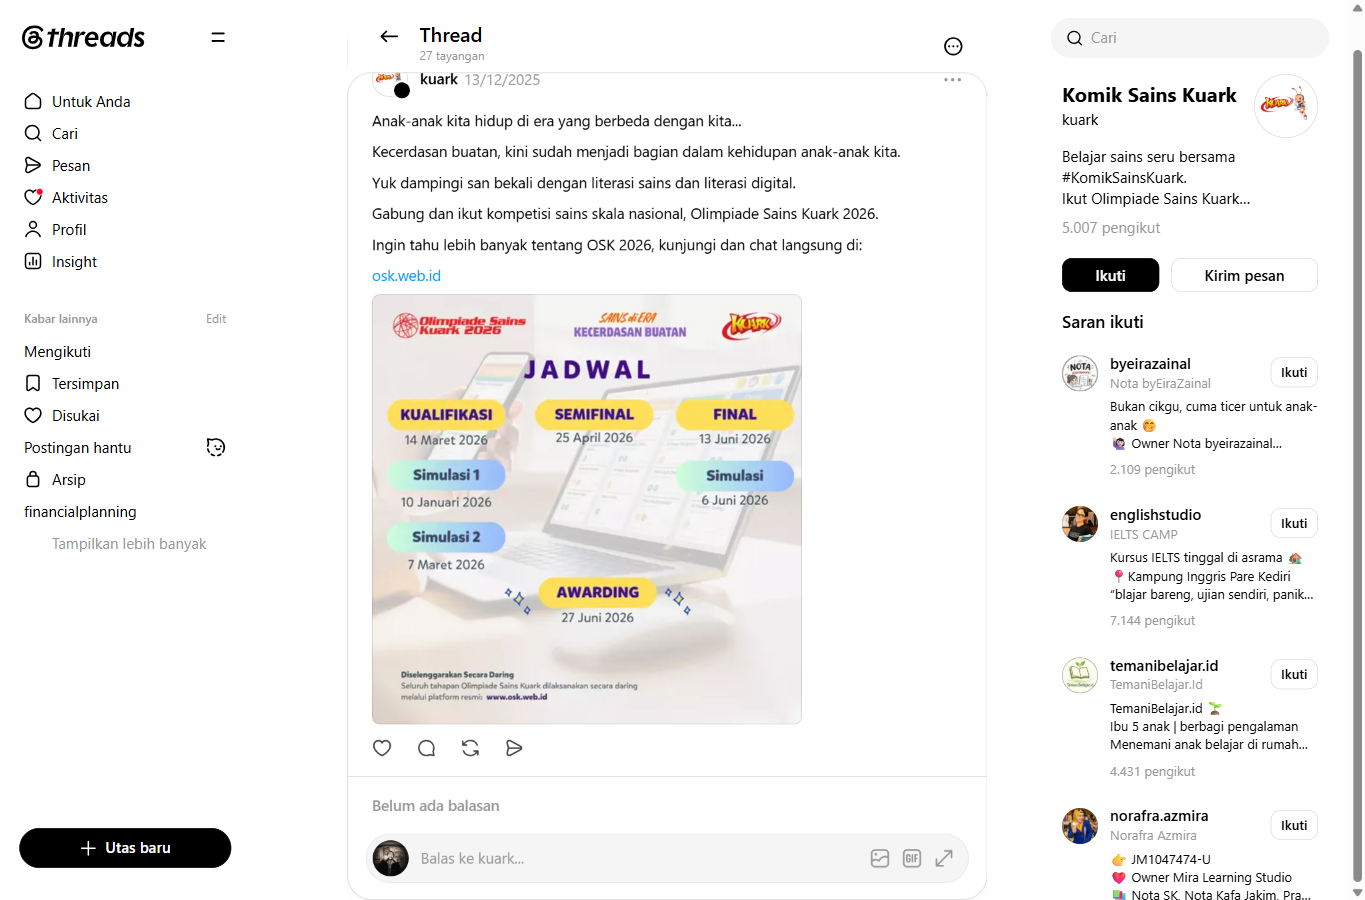 threads
Untuk Anda
Cari
Pesan
Aktivitas
Profil
Insight
Kabar lainnya
Edit
Mengikuti
Tersimpan
Disukai
Postingan hantu
Arsip
financialplanning
Tampilkan lebih banyak
Utas baru
Thread
27 tayangan
kuark 13/12/2025
Anak-anak kita hidup di era yang berbeda dengan kita...
Kecerdasan buatan, kini sudah menjadi bagian dalam kehidupan anak-anak kita.
Yuk dampingi san bekali dengan literasi sains dan literasi digital.
Gabung dan ikut kompetisi sains skala nasional, Olimpiade Sains Kuark 2026.
Ingin tahu lebih banyak tentang OSK 2026, kunjungi dan chat langsung di:
osk.web.id
Olimpiade Sains
Kuark 2026
SAINS di ERA
KECERDASAN BUATAN
KUARK
JADWAL
KUALIFIKASI
14 Maret 2026
SEMIFINAL
25 April 2026
FINAL
13 Juni 2026
Simulasi 1
10 Januari 2026
Simulasi
6 Juni 2026
Simulasi 2
7 Maret 2026
AWARDING
27 Juni 2026
Diselenggarakan Secara Daring
Seluruh tahapan Olimpiade Sains Kuark dilaksanakan secara daring
melalui platform resmi: www.osk.web.id
Belum ada balasan
Balas ke kuark...
GIF
Cari
Komik Sains Kuark
kuark
KUARK
Belajar sains seru bersama
#KomikSainsKuark.
Ikut Olimpiade Sains Kuark...
5.007 pengikut
Ikuti
Kirim pesan
Saran ikuti
NOTA
byeirazainal
Nota byEiraZainal
Ikuti
Bukan cikgu, cuma ticer untuk anak-
anak 🤭
🙋🏻‍♀️ Owner Nota byeirazainal...
2.109 pengikut
englishstudio
IELTS CAMP
Ikuti
Kursus IELTS tinggal di asrama 🏘️
📍Kampung Inggris Pare Kediri
“blajar bareng, ujian sendiri, panik...
7.144 pengikut
temanibelajar.id
TemaniBelajar.Id
Ikuti
TemaniBelajar.id 🌱
Ibu 5 anak | berbagi pengalaman
Menemani anak belajar di rumah...
4.431 pengikut
norafra.azmira
Norafra Azmira
Ikuti
👉 JM1047474-U
❤️ Owner Mira Learning Studio
📚 Nota SK, Nota Kafa Jakim, Pra...